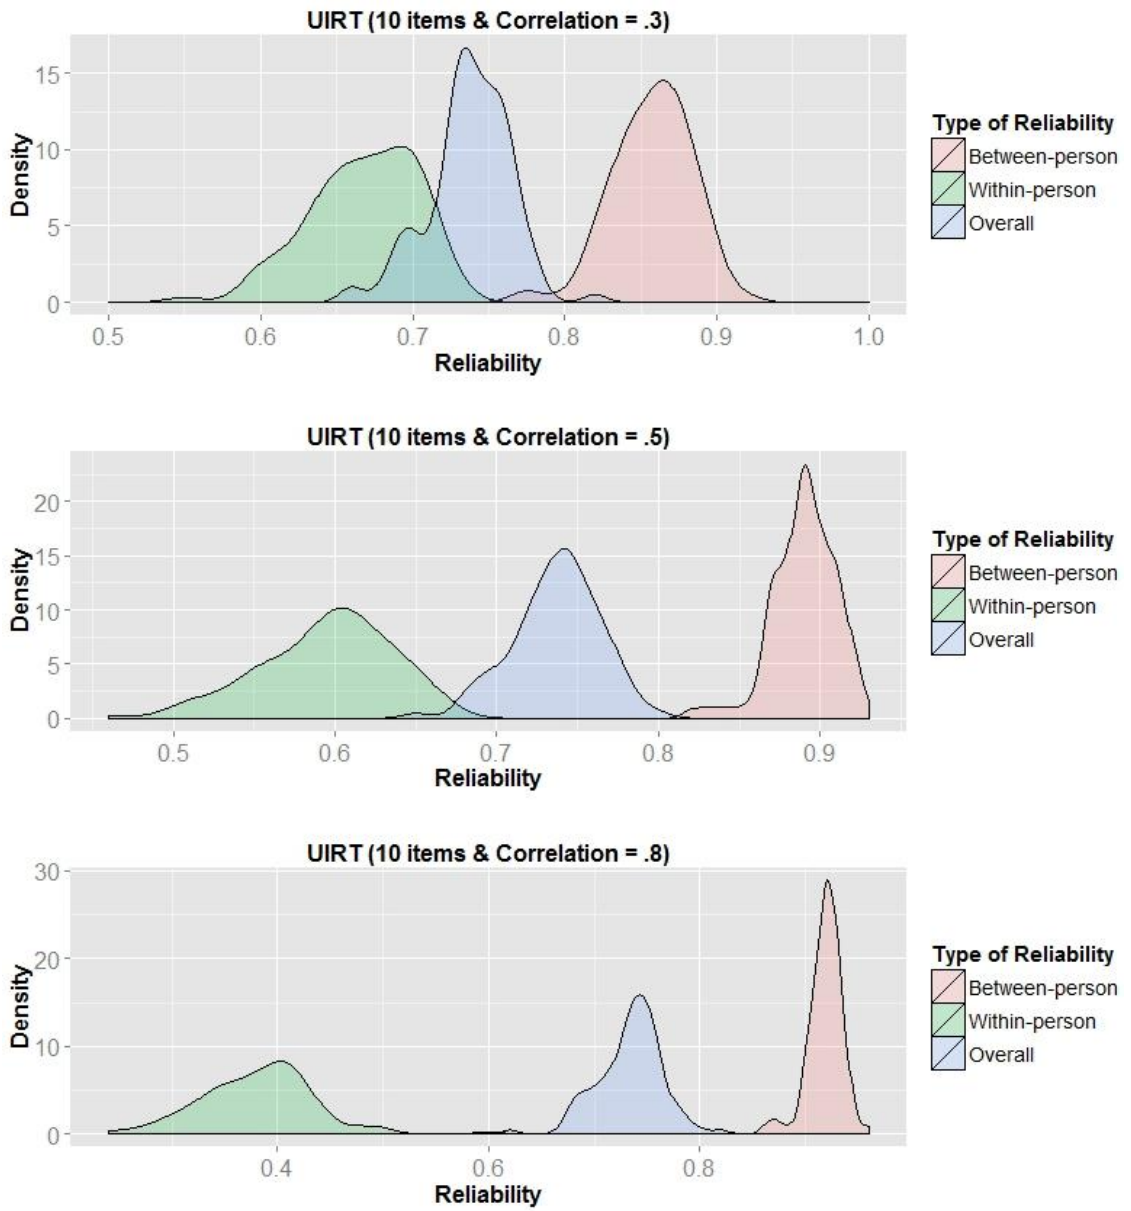 UIRT (10 items & Correlation = .3)
15
10
5
0
Density
0.5 0.6 0.7 0.8 0.9 1.0
Reliability
Type of Reliability
Between-person
Within-person
Overall
UIRT (10 items & Correlation = .5)
20
15
10
5
0
Density
0.5 0.6 0.7 0.8 0.9
Reliability
Type of Reliability
Between-person
Within-person
Overall
UIRT (10 items & Correlation = .8)
30
20
10
0
Density
0.4 0.6 0.8
Reliability
Type of Reliability
Between-person
Within-person
Overall